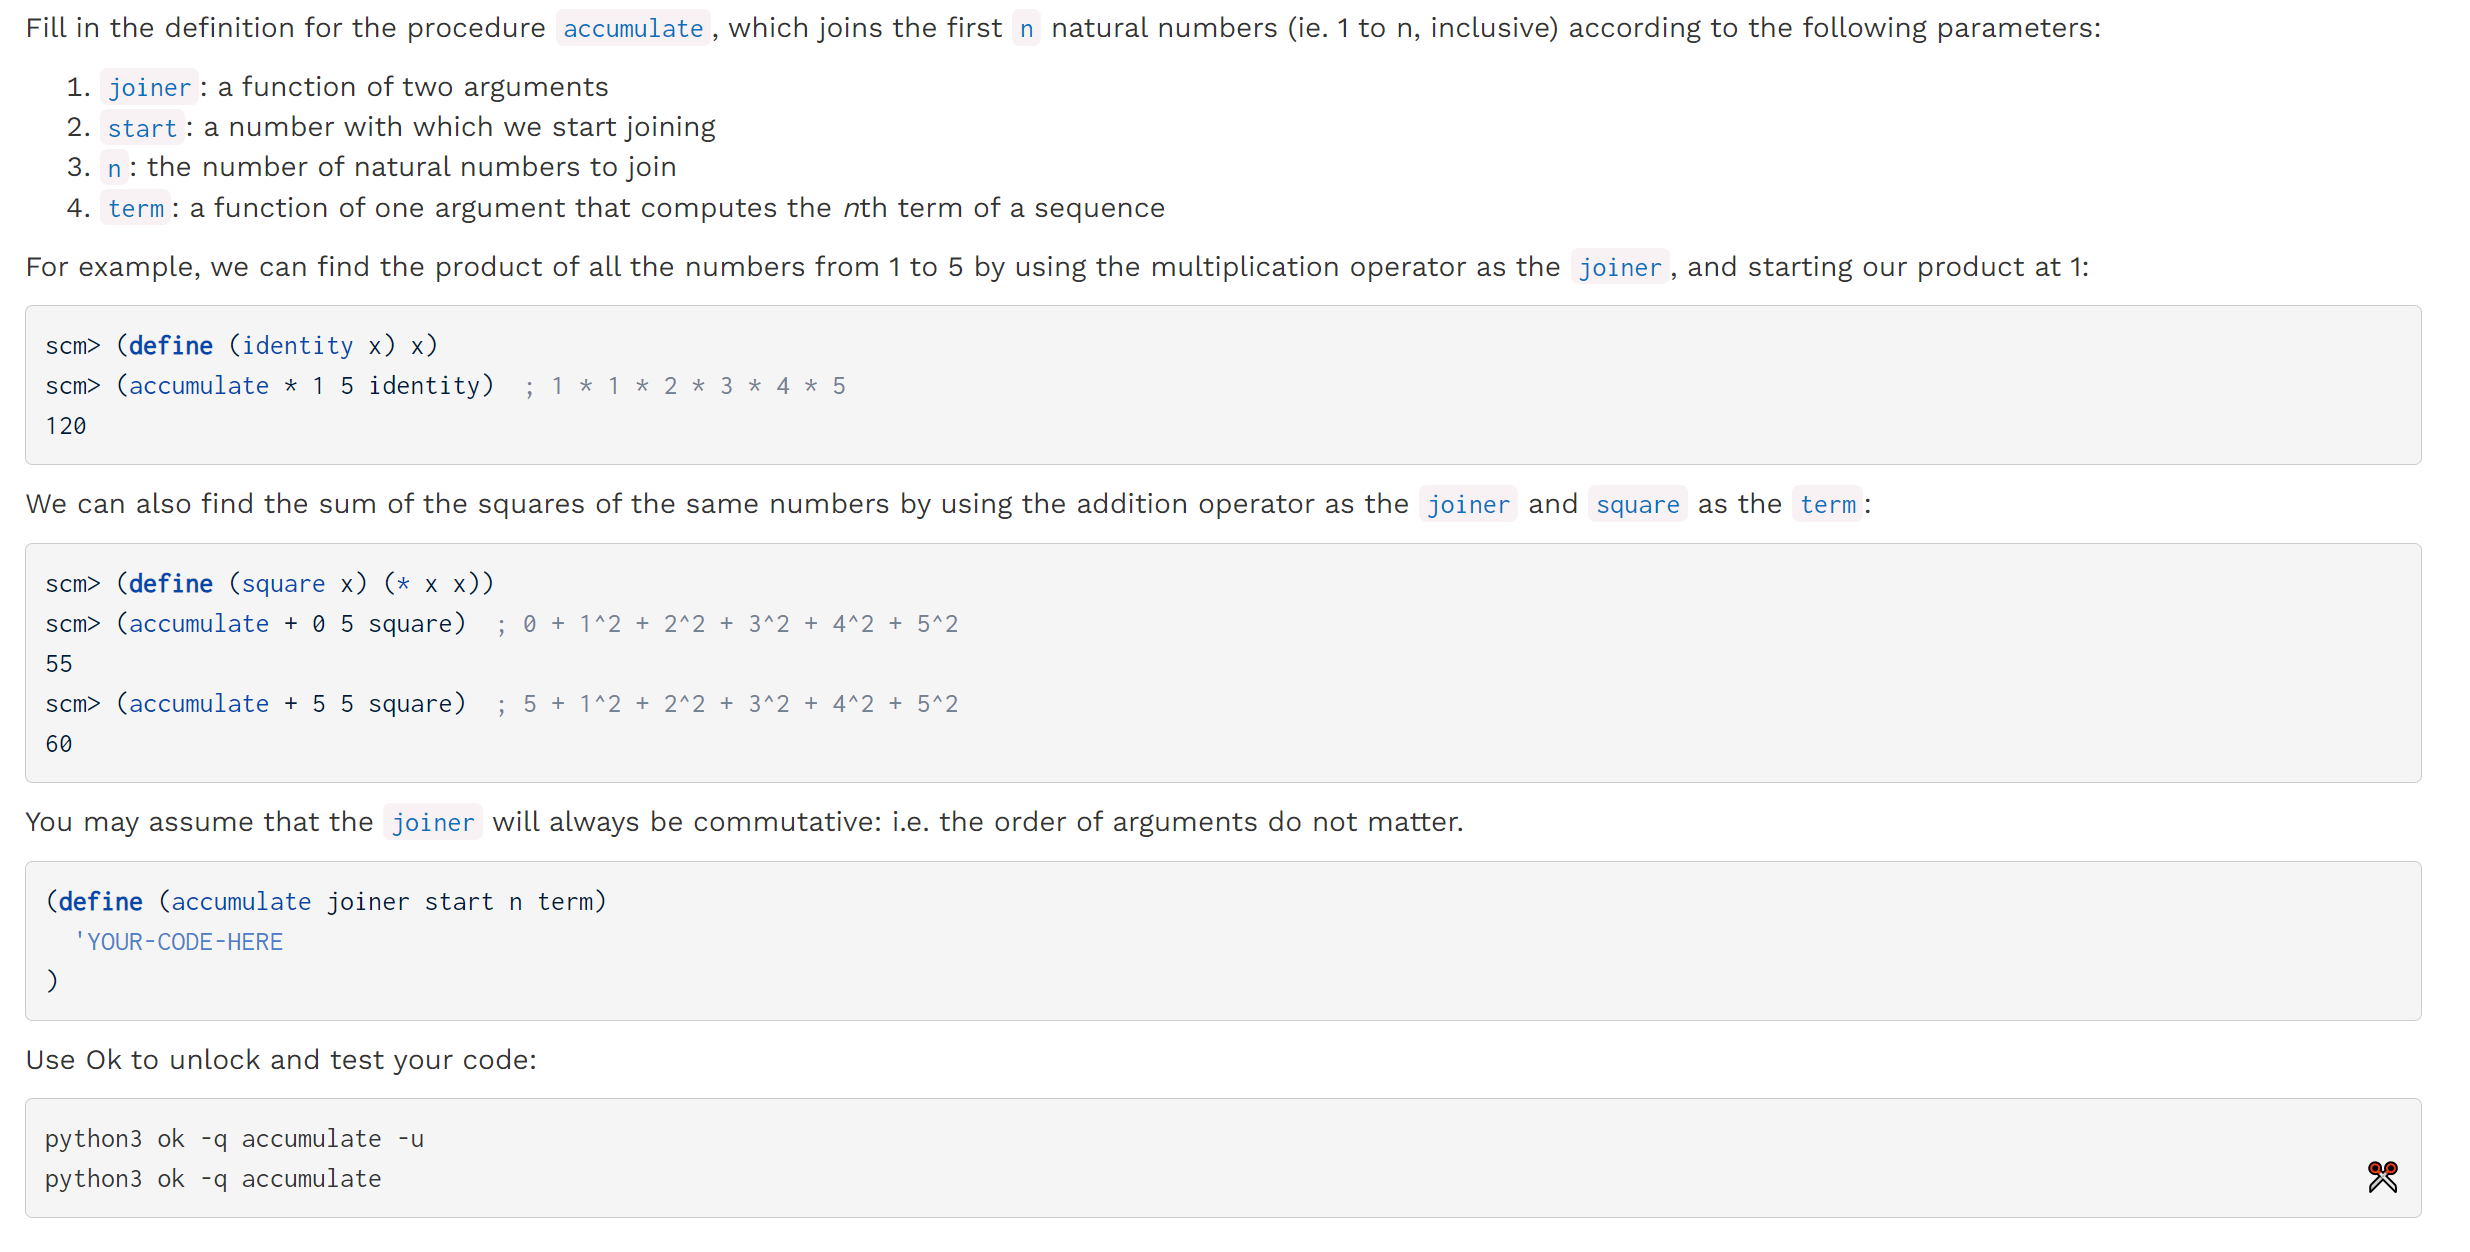 Fill in the definition for the procedure accumulate, which joins the first n natural numbers (ie. 1 to n, inclusive) according to the following parameters:
1. joiner: a function of two arguments
2. start: a number with which we start joining
3. n: the number of natural numbers to join
4. term: a function of one argument that computes the nth term of a sequence
For example, we can find the product of all the numbers from 1 to 5 by using the multiplication operator as the joiner, and starting our product at 1:
scm> (define (identity x) x)
scm> (accumulate * 1 5 identity)  ; 1 * 1 * 2 * 3 * 4 * 5
120
We can also find the sum of the squares of the same numbers by using the addition operator as the joiner and square as the term:
scm> (define (square x) (* x x))
scm> (accumulate + 0 5 square)  ; 0 + 1^2 + 2^2 + 3^2 + 4^2 + 5^2
55
scm> (accumulate + 5 5 square)  ; 5 + 1^2 + 2^2 + 3^2 + 4^2 + 5^2
60
You may assume that the joiner will always be commutative: i.e. the order of arguments do not matter.
(define (accumulate joiner start n term)
  'YOUR-CODE-HERE
)
Use Ok to unlock and test your code:
python3 ok -q accumulate -u
python3 ok -q accumulate